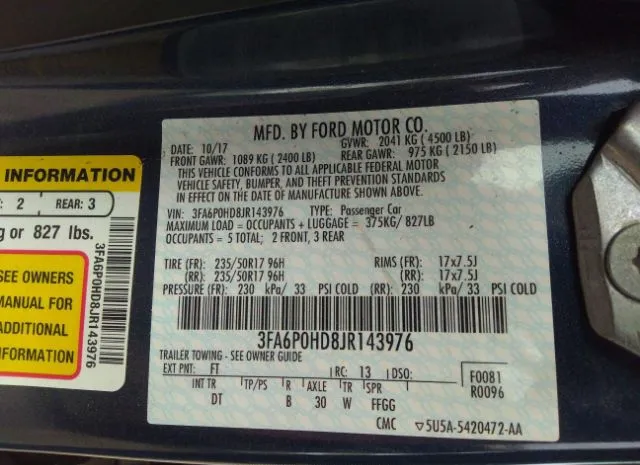 INFORMATION
2 REAR: 3
g or 827 lbs.
SEE OWNERS
MANUAL FOR
ADDITIONAL
3FA6P0HD8JR143976
MFD. BY FORD MOTOR CO.
DATE: 10/17 GVWR: 2041 KG ( 4500 LB)
FRONT GAWR: 1089 KG ( 2400 LB) REAR GAWR: 975 KG ( 2150 LB)
THIS VEHICLE CONFORMS TO ALL APPLICABLE FEDERAL MOTOR
VEHICLE SAFETY, BUMPER, AND THEFT PREVENTION STANDARDS
IN EFFECT ON THE DATE OF MANUFACTURE SHOWN ABOVE.
VIN: 3FA6P0HD8JR143976 TYPE: Passenger Car
MAXIMUM LOAD = OCCUPANTS + LUGGAGE = 375KG/ 827LB
OCCUPANTS = 5 TOTAL; 2 FRONT, 3 REAR
TIRE (FR): 235/50R17 96H RIMS (FR): 17x7.5J
(RR): 235/50R17 96H (RR): 17x7.5J
PRESSURE (FR): 230 kPa/ 33 PSI COLD (RR): 230 kPa/ 33 PSI COLD
3FA6P0HD8JR143976
TRAILER TOWING - SEE OWNER GUIDE
EXT PNT: FT RC: 13 DSO: F0081
INT TR TP/PS R AXLE TR SPR R0096
DT B 30 W FFGG
CMC ▽5U5A-5420472-AA